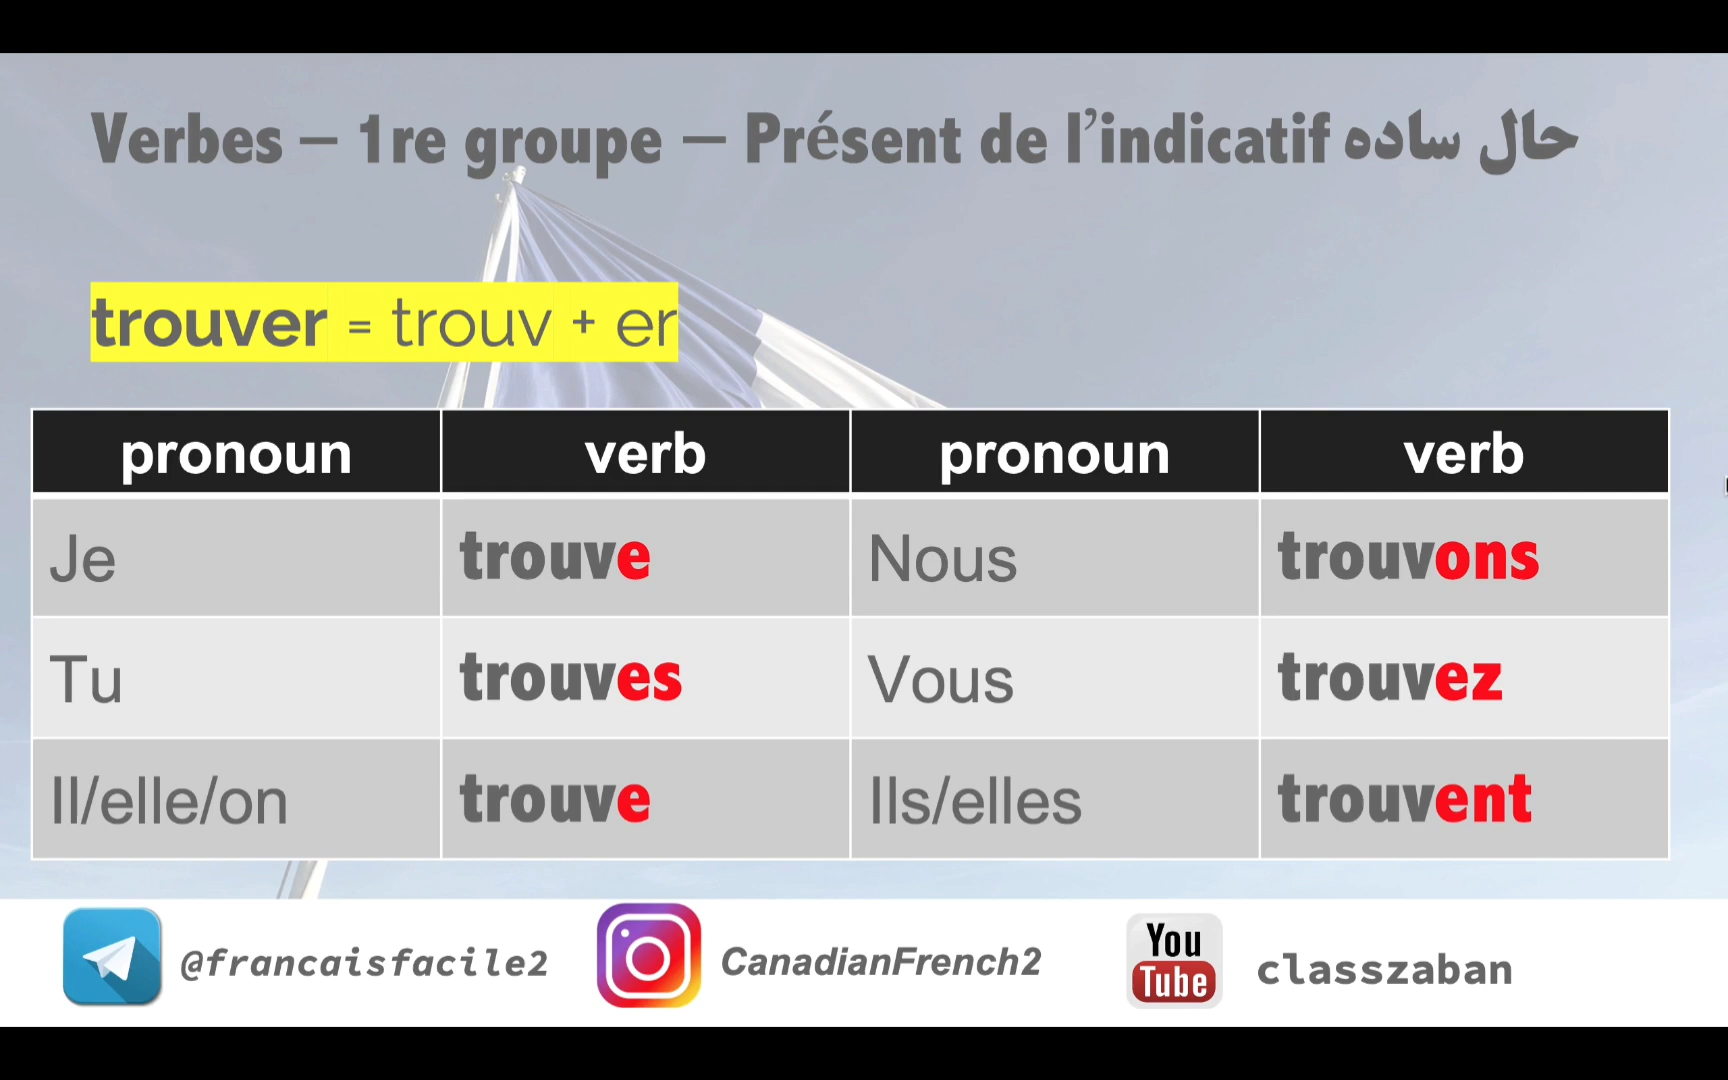 Verbes – 1re groupe – Présent de l’indicatif حال ساده
trouver = trouv + er
pronoun verb pronoun verb
Je trouve Nous trouvons
Tu trouves Vous trouvez
Il/elle/on trouve Ils/elles trouvent
@francaisfacile2 CanadianFrench2 You Tube classzaban